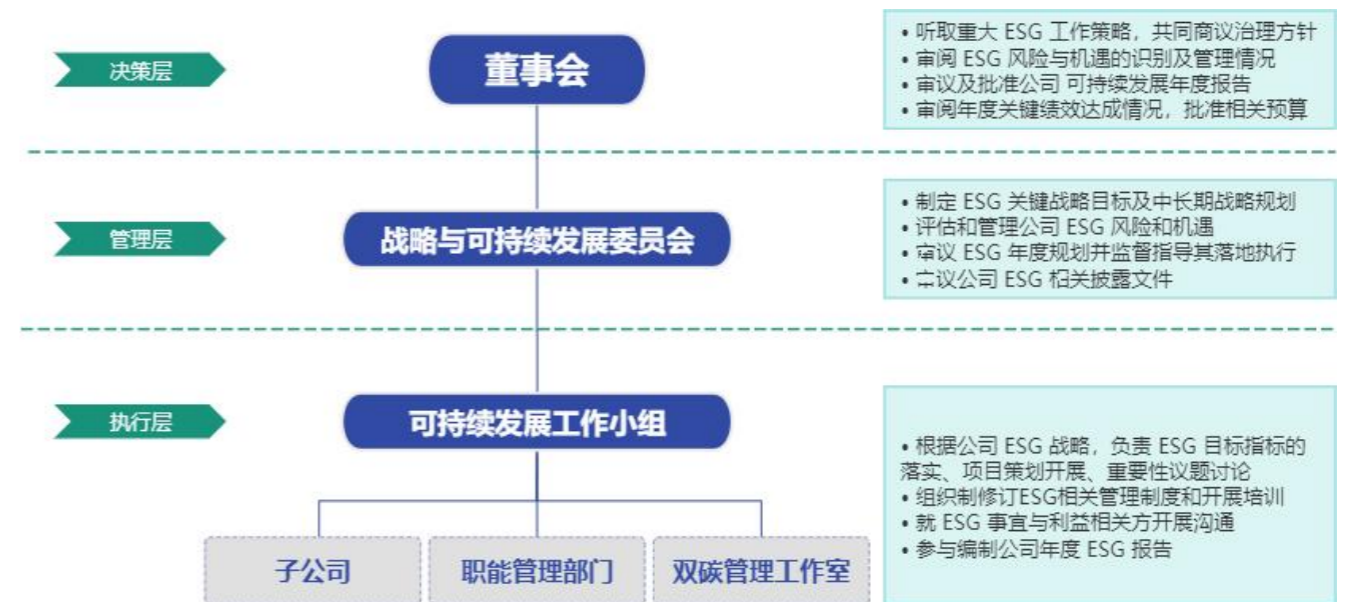 决策层
董事会
• 听取重大 ESG 工作策略，共同商议治理方针
• 审阅 ESG 风险与机遇的识别及管理情况
• 审议及批准公司 可持续发展年度报告
• 审阅年度关键绩效达成情况，批准相关预算
管理层
战略与可持续发展委员会
• 制定 ESG 关键战略目标及中长期战略规划
• 评估和管理公司 ESG 风险和机遇
• 审议 ESG 年度规划并监督指导其落地执行
• 审议公司 ESG 相关披露文件
执行层
可持续发展工作小组
• 根据公司 ESG 战略，负责 ESG 目标指标的
落实、项目策划开展、重要性议题讨论
• 组织制修订ESG相关管理制度和开展培训
• 就 ESG 事宜与利益相关方开展沟通
• 参与编制公司年度 ESG 报告
子公司
职能管理部门
双碳管理工作室